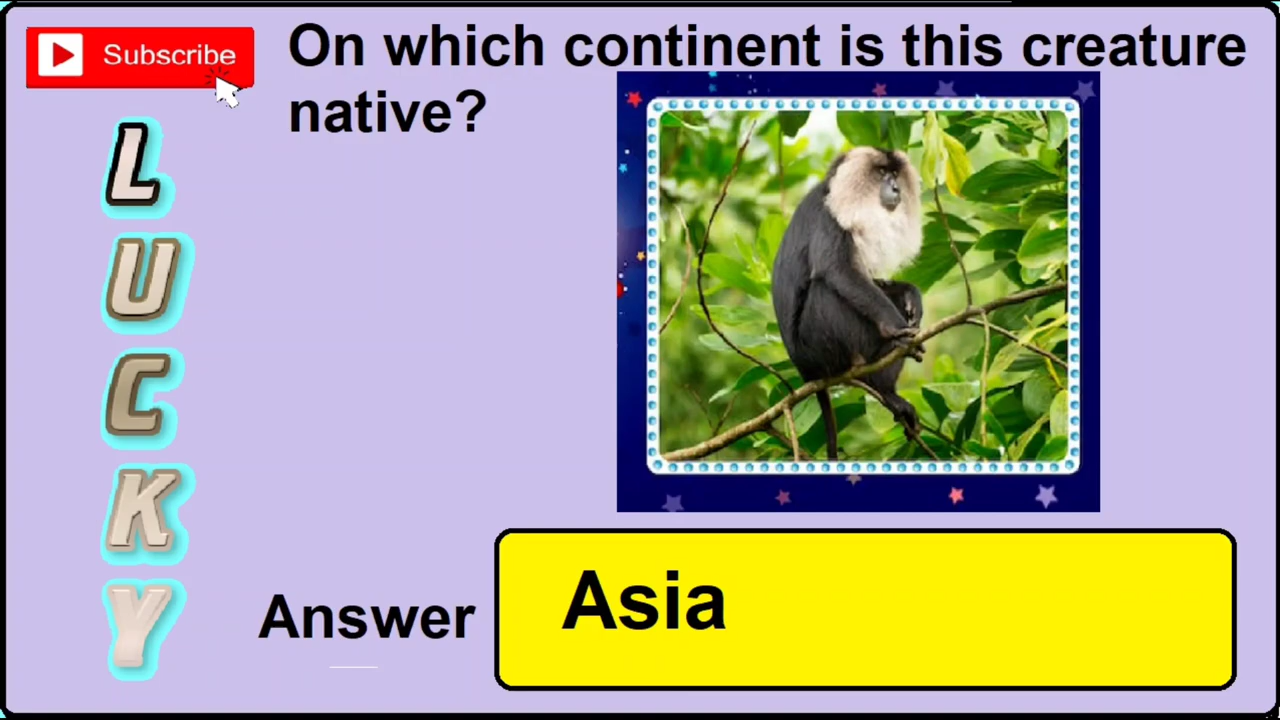 Subscribe
On which continent is this creature
native?
L
U
C
K
Y
Answer
Asia